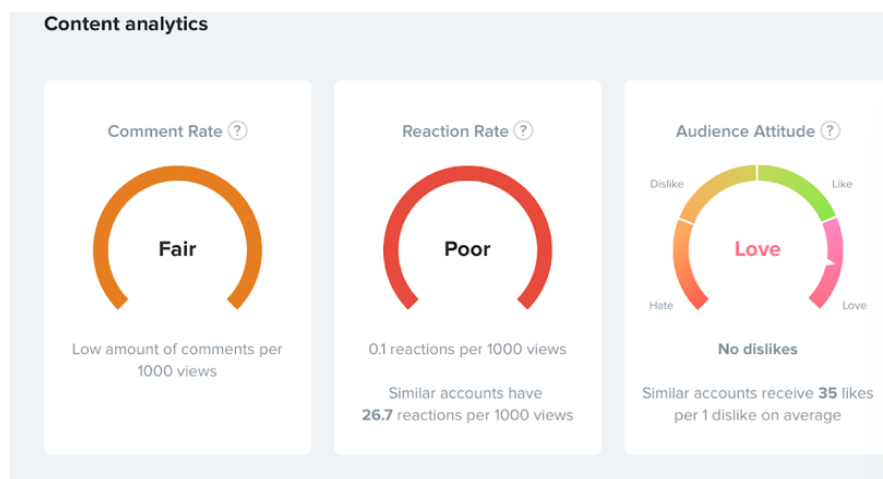 Content analytics
Comment Rate ?
Fair
Low amount of comments per
1000 views
Reaction Rate ?
Poor
0.1 reactions per 1000 views
Similar accounts have
26.7 reactions per 1000 views
Audience Attitude ?
Dislike
Like
Love
Hate
Love
No dislikes
Similar accounts receive 35 likes
per 1 dislike on average